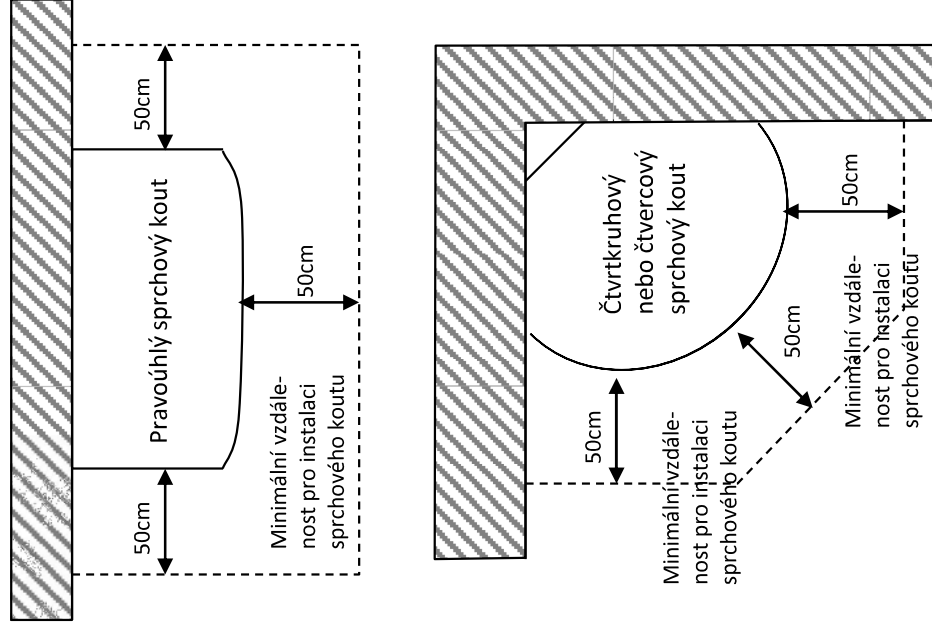 50cm
Pravoúhlý sprchový kout
50cm
50cm
Minimální vzdále-
nost pro instalaci
sprchového koutu
Čtvrtkruhový
nebo čtvercový
sprchový kout
50cm
50cm
50cm
Minimální vzdále-
nost pro instalaci
sprchového koutu
Minimální vzdále-
nost pro instalaci
sprchového koutu